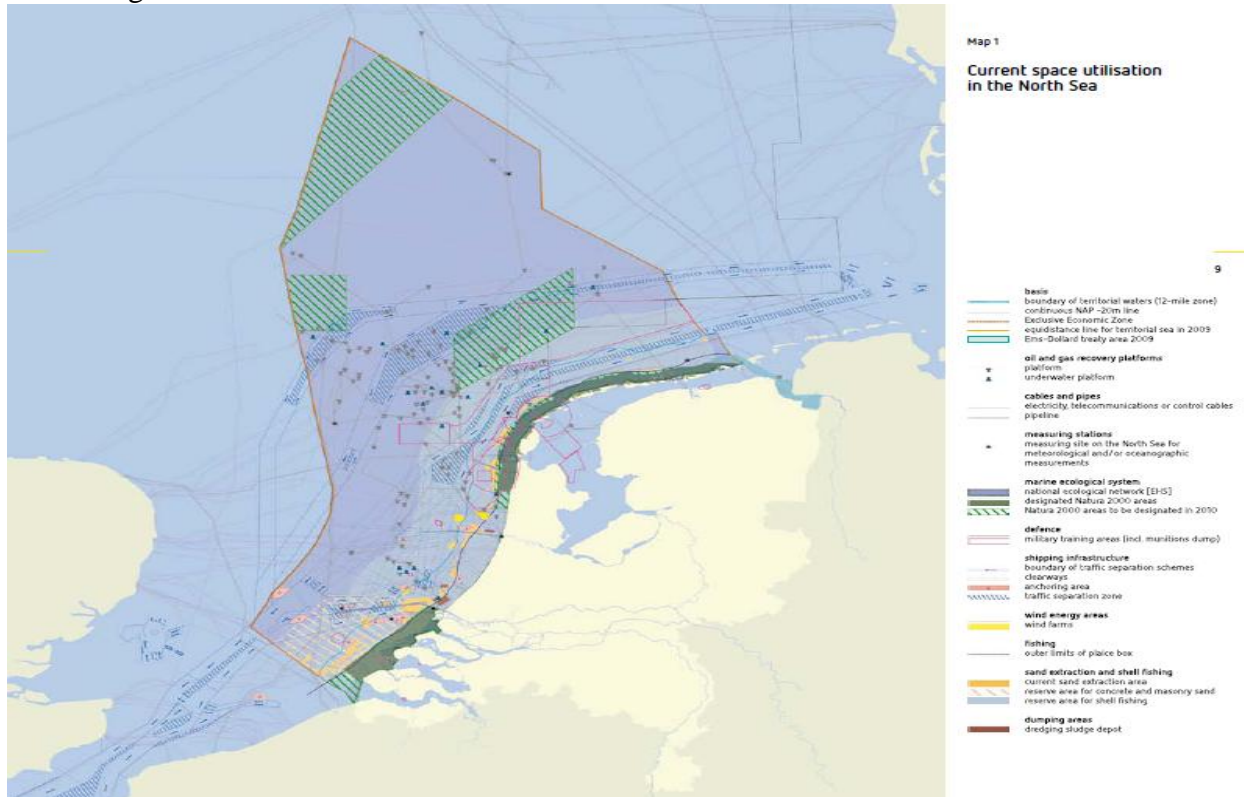 Map 1
Current space utilisation
in the North Sea
9
basis
boundary of territorial waters (12-mile zone)
continuous NAP -20m line
Exclusive Economic Zone
equidistance line for territorial sea in 2009
Ems-Dollard treaty area 2009
oil and gas recovery platforms
platform
underwater platform
cables and pipes
electricity, telecommunications or control cables
pipeline
measuring stations
measuring site on the North Sea for
meteorological and/or oceanographic
measurements
marine ecological system
national ecological network [EHS]
designated Natura 2000 areas
Natura 2000 areas to be designated in 2010
defence
military training areas (incl. munitions dump)
shipping infrastructure
boundary of traffic separation schemes
clearways
anchoring area
traffic separation zone
wind energy areas
wind farms
fishing
outer limits of plaice box
sand extraction and shell fishing
current sand extraction area
reserve area for concrete and masonry sand
reserve area for shell fishing
dumping areas
dredging sludge depot